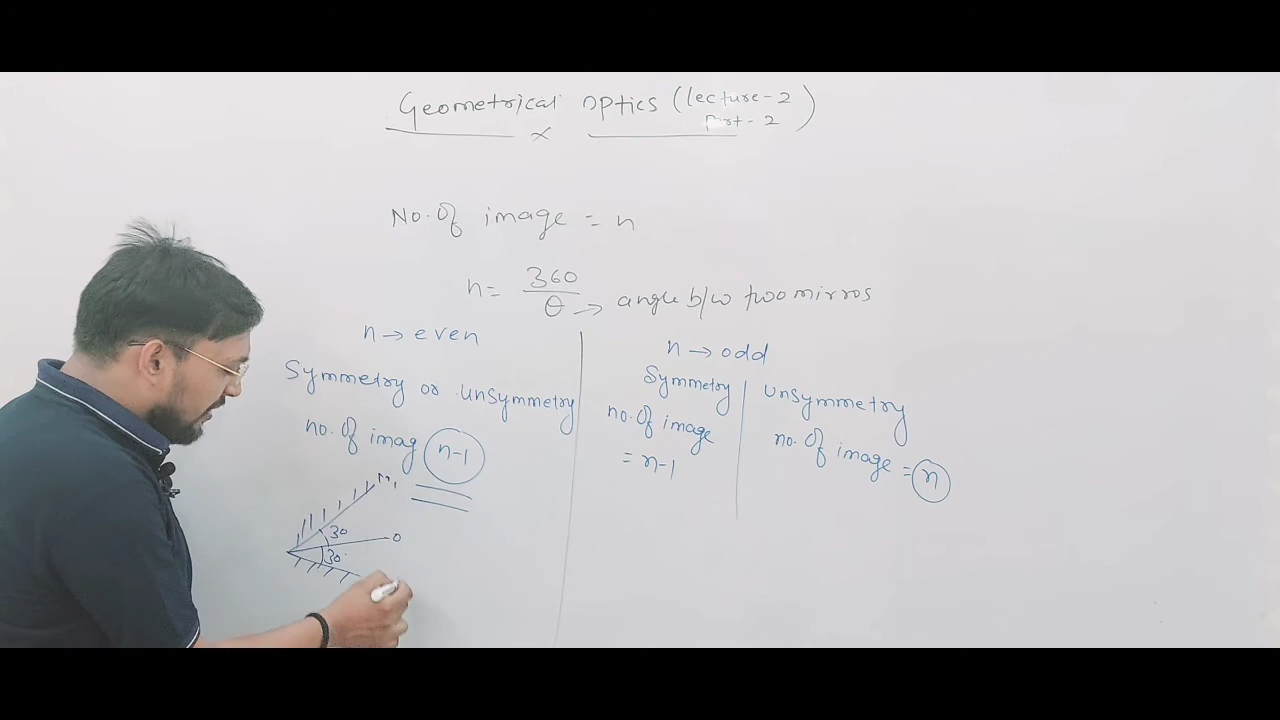 Geometrical optics (lecture-2
Part-2)
No. of image = n
n = 360/θ → angle b/w two mirros
n → even
Symmetry or unsymmetry
no. of imag n-1
n → odd
Symmetry
no. of image
= n-1
unsymmetry
no. of image = n
M1
30
O
30°